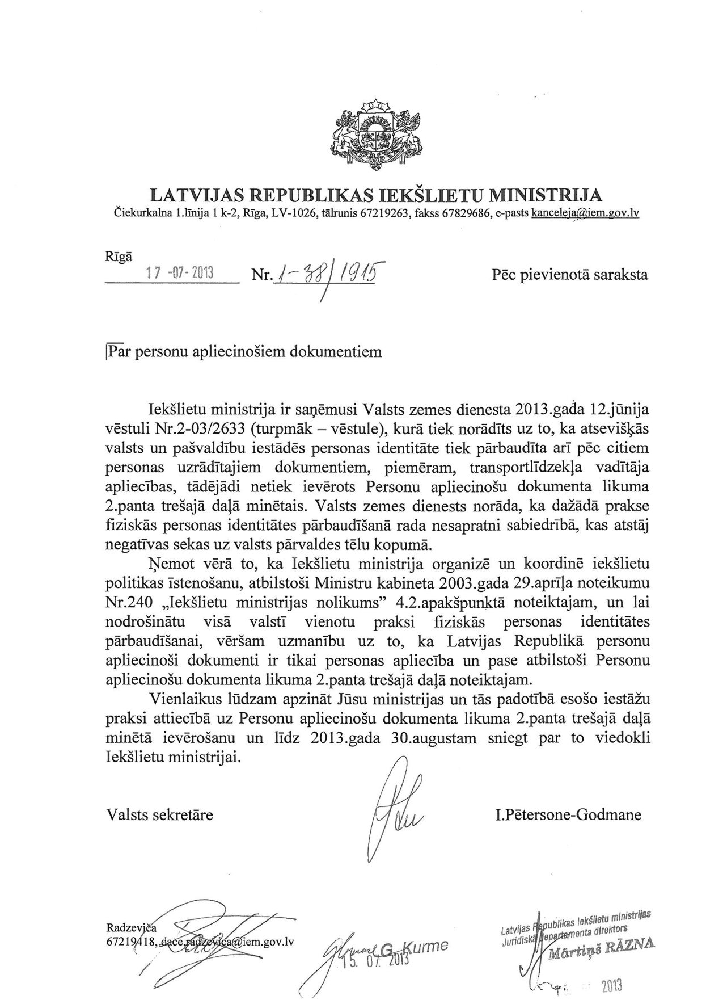 LATVIJAS REPUBLIKAS IEKŠLIETU MINISTRIJA
Čiekurkalna 1.līnija 1 k-2, Rīga, LV-1026, tālrunis 67219263, fakss 67829686, e-pasts kanceleja@iem.gov.lv
Rīgā
17 -07- 2013 Nr. 1-38/1915 Pēc pievienotā saraksta
Par personu apliecinošiem dokumentiem
Iekšlietu ministrija ir saņēmusi Valsts zemes dienesta 2013.gada 12.jūnija
vēstuli Nr.2-03/2633 (turpmāk – vēstule), kurā tiek norādīts uz to, ka atsevišķās
valsts un pašvaldību iestādēs personas identitāte tiek pārbaudīta arī pēc citiem
personas uzrādītajiem dokumentiem, piemēram, transportlīdzekļa vadītāja
apliecības, tādējādi netiek ievērots Personu apliecinošu dokumenta likuma
2.panta trešajā daļā minētais. Valsts zemes dienests norāda, ka dažādā prakse
fiziskās personas identitātes pārbaudīšanā rada nesapratni sabiedrībā, kas atstāj
negatīvas sekas uz valsts pārvaldes tēlu kopumā.
Ņemot vērā to, ka Iekšlietu ministrija organizē un koordinē iekšlietu
politikas īstenošanu, atbilstoši Ministru kabineta 2003.gada 29.aprīļa noteikumu
Nr.240 „Iekšlietu ministrijas nolikums” 4.2.apakšpunktā noteiktajam, un lai
nodrošinātu visā valstī vienotu praksi fiziskās personas identitātes
pārbaudīšanai, vēršam uzmanību uz to, ka Latvijas Republikā personu
apliecinoši dokumenti ir tikai personas apliecība un pase atbilstoši Personu
apliecinošu dokumenta likuma 2.panta trešajā daļā noteiktajam.
Vienlaikus lūdzam apzināt Jūsu ministrijas un tās padotībā esošo iestāžu
praksi attiecībā uz Personu apliecinošu dokumenta likuma 2.panta trešajā daļā
minētā ievērošanu un līdz 2013.gada 30.augustam sniegt par to viedokli
Iekšlietu ministrijai.
Valsts sekretāre I.Pētersone-Godmane
Radzeviča
67219418, dace.radzevica@iem.gov.lv
G. Kurme
15. 07. 2013
Latvijas Republikas Iekšlietu ministrijas
Juridiskā departamenta direktors
Mārtiņš RĀZNA
2013